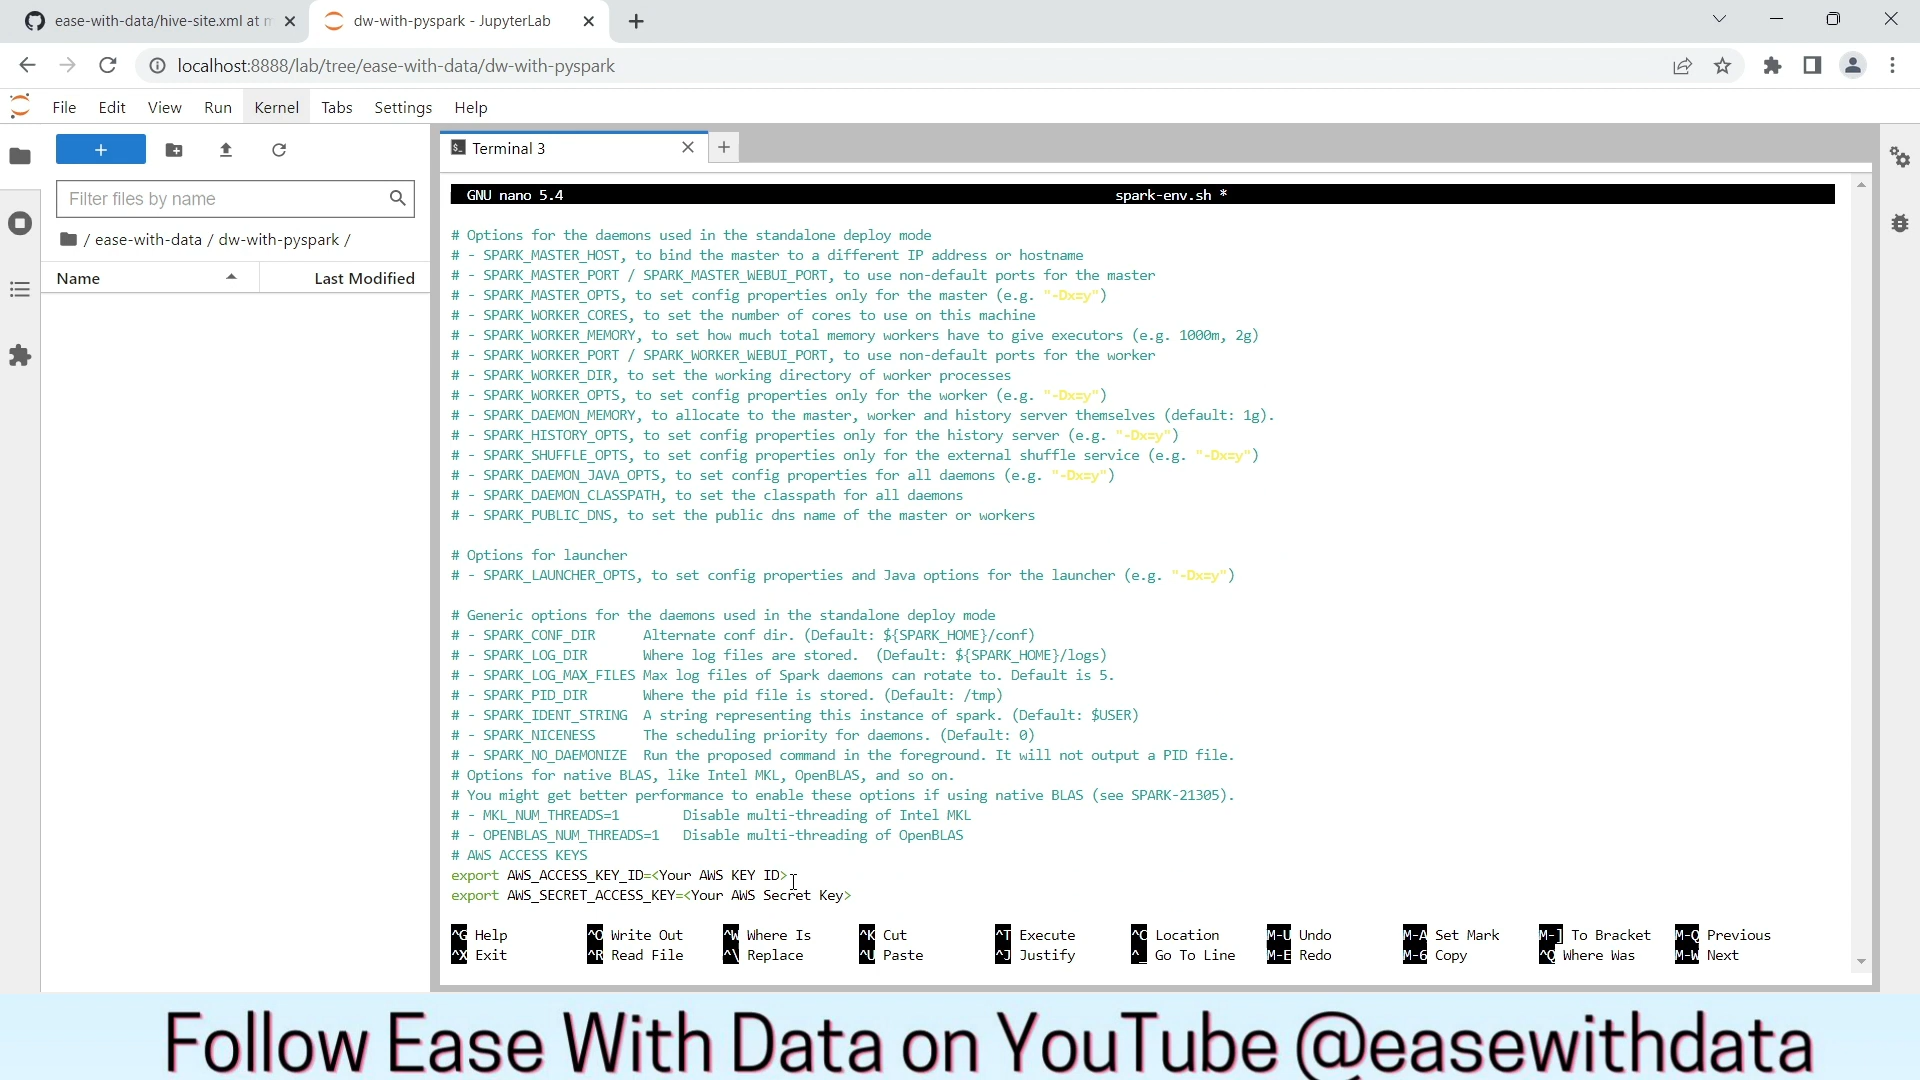 ease-with-data/hive-site.xml at m
dw-with-pyspark - JupyterLab
localhost:8888/lab/tree/ease-with-data/dw-with-pyspark
File Edit View Run Kernel Tabs Settings Help
Terminal 3
Filter files by name
/ ease-with-data / dw-with-pyspark /
Name Last Modified
GNU nano 5.4 spark-env.sh *
# Options for the daemons used in the standalone deploy mode
# - SPARK_MASTER_HOST, to bind the master to a different IP address or hostname
# - SPARK_MASTER_PORT / SPARK_MASTER_WEBUI_PORT, to use non-default ports for the master
# - SPARK_MASTER_OPTS, to set config properties only for the master (e.g. "-Dx=y")
# - SPARK_WORKER_CORES, to set the number of cores to use on this machine
# - SPARK_WORKER_MEMORY, to set how much total memory workers have to give executors (e.g. 1000m, 2g)
# - SPARK_WORKER_PORT / SPARK_WORKER_WEBUI_PORT, to use non-default ports for the worker
# - SPARK_WORKER_DIR, to set the working directory of worker processes
# - SPARK_WORKER_OPTS, to set config properties only for the worker (e.g. "-Dx=y")
# - SPARK_DAEMON_MEMORY, to allocate to the master, worker and history server themselves (default: 1g).
# - SPARK_HISTORY_OPTS, to set config properties only for the history server (e.g. "-Dx=y")
# - SPARK_SHUFFLE_OPTS, to set config properties only for the external shuffle service (e.g. "-Dx=y")
# - SPARK_DAEMON_JAVA_OPTS, to set config properties for all daemons (e.g. "-Dx=y")
# - SPARK_DAEMON_CLASSPATH, to set the classpath for all daemons
# - SPARK_PUBLIC_DNS, to set the public dns name of the master or workers
# Options for launcher
# - SPARK_LAUNCHER_OPTS, to set config properties and Java options for the launcher (e.g. "-Dx=y")
# Generic options for the daemons used in the standalone deploy mode
# - SPARK_CONF_DIR Alternate conf dir. (Default: ${SPARK_HOME}/conf)
# - SPARK_LOG_DIR Where log files are stored. (Default: ${SPARK_HOME}/logs)
# - SPARK_LOG_MAX_FILES Max log files of Spark daemons can rotate to. Default is 5.
# - SPARK_PID_DIR Where the pid file is stored. (Default: /tmp)
# - SPARK_IDENT_STRING A string representing this instance of spark. (Default: $USER)
# - SPARK_NICENESS The scheduling priority for daemons. (Default: 0)
# - SPARK_NO_DAEMONIZE Run the proposed command in the foreground. It will not output a PID file.
# Options for native BLAS, like Intel MKL, OpenBLAS, and so on.
# You might get better performance to enable these options if using native BLAS (see SPARK-21305).
# - MKL_NUM_THREADS=1 Disable multi-threading of Intel MKL
# - OPENBLAS_NUM_THREADS=1 Disable multi-threading of OpenBLAS
# AWS ACCESS KEYS
export AWS_ACCESS_KEY_ID=<Your AWS KEY ID>
export AWS_SECRET_ACCESS_KEY=<Your AWS Secret Key>
^G Help ^O Write Out ^W Where Is ^K Cut ^T Execute ^C Location M-U Undo M-A Set Mark M-] To Bracket M-Q Previous
^X Exit ^R Read File ^\ Replace ^U Paste ^J Justify ^_ Go To Line M-E Redo M-6 Copy ^Q Where Was M-W Next
Follow Ease With Data on YouTube @easewithdata